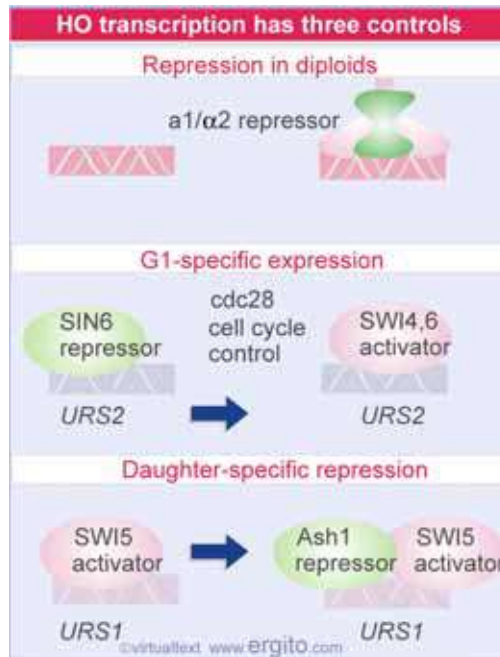 HO transcription has three controls
Repression in diploids
a1/α2 repressor
G1-specific expression
SIN6
repressor
cdc28
cell cycle
control
SWI4,6
activator
URS2
URS2
Daughter-specific repression
SWI5
activator
Ash1
repressor
SWI5
activator
URS1
URS1
©virtualtext www.ergito.com